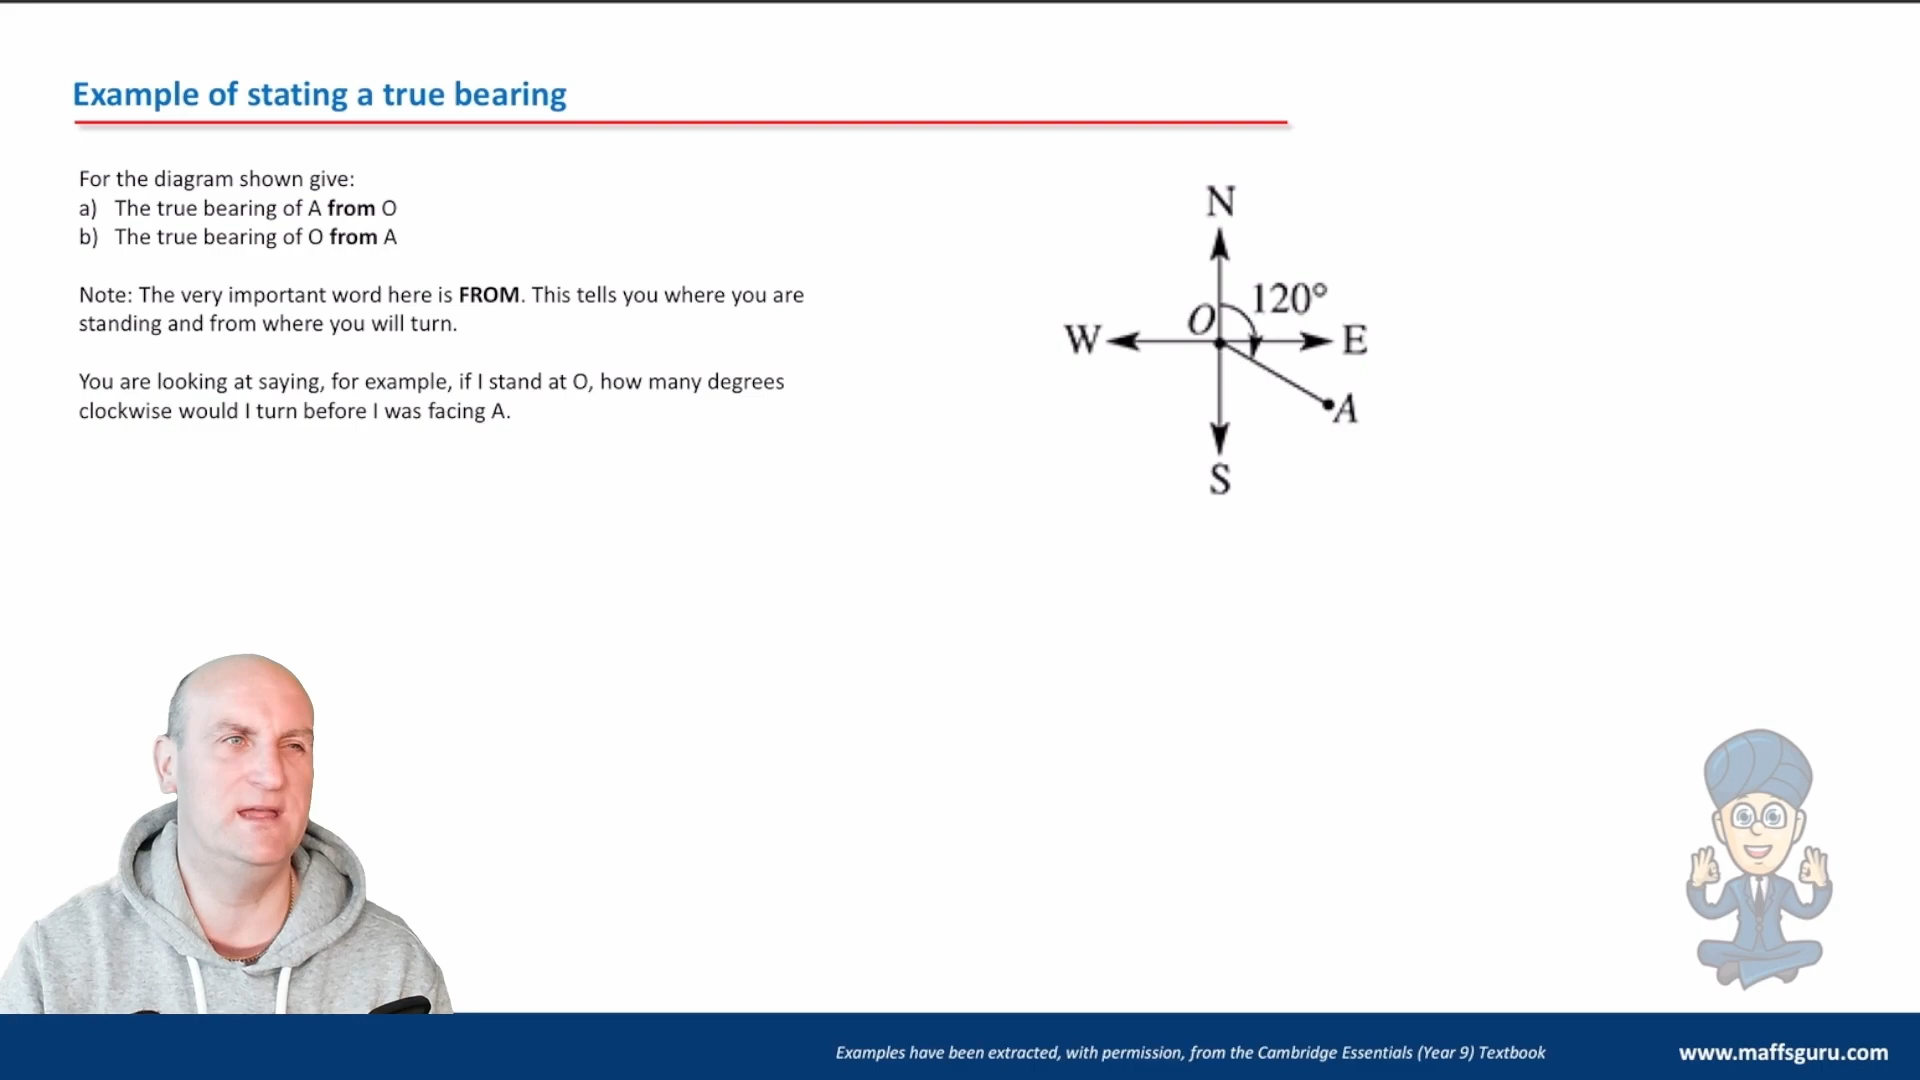 Example of stating a true bearing
For the diagram shown give:
a) The true bearing of A from O
b) The true bearing of O from A
Note: The very important word here is FROM. This tells you where you are
standing and from where you will turn.
You are looking at saying, for example, if I stand at O, how many degrees
clockwise would I turn before I was facing A.
N
120°
O
W
E
A
S
Examples have been extracted, with permission, from the Cambridge Essentials (Year 9) Textbook
www.maffsguru.com